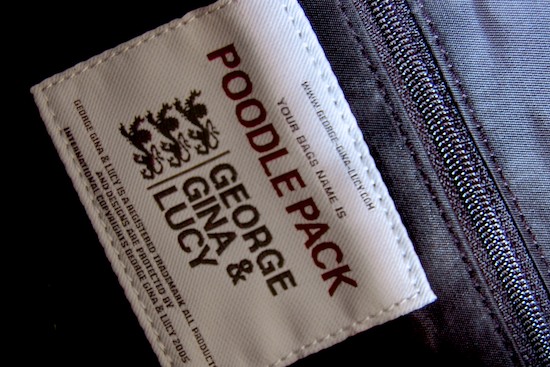 WWW.GEORGE-GINA-LUCY.COM
YOUR BAGS NAME IS
POODLE PACK
GEORGE
GINA &
LUCY
GEORGE GINA & LUCY IS A REGISTERED TRADEMARK ALL PRODUCT
AND DESIGNS ARE PROTECTED BY
INTERNATIONAL COPYRIGHTS GEORGE GINA & LUCY 2005